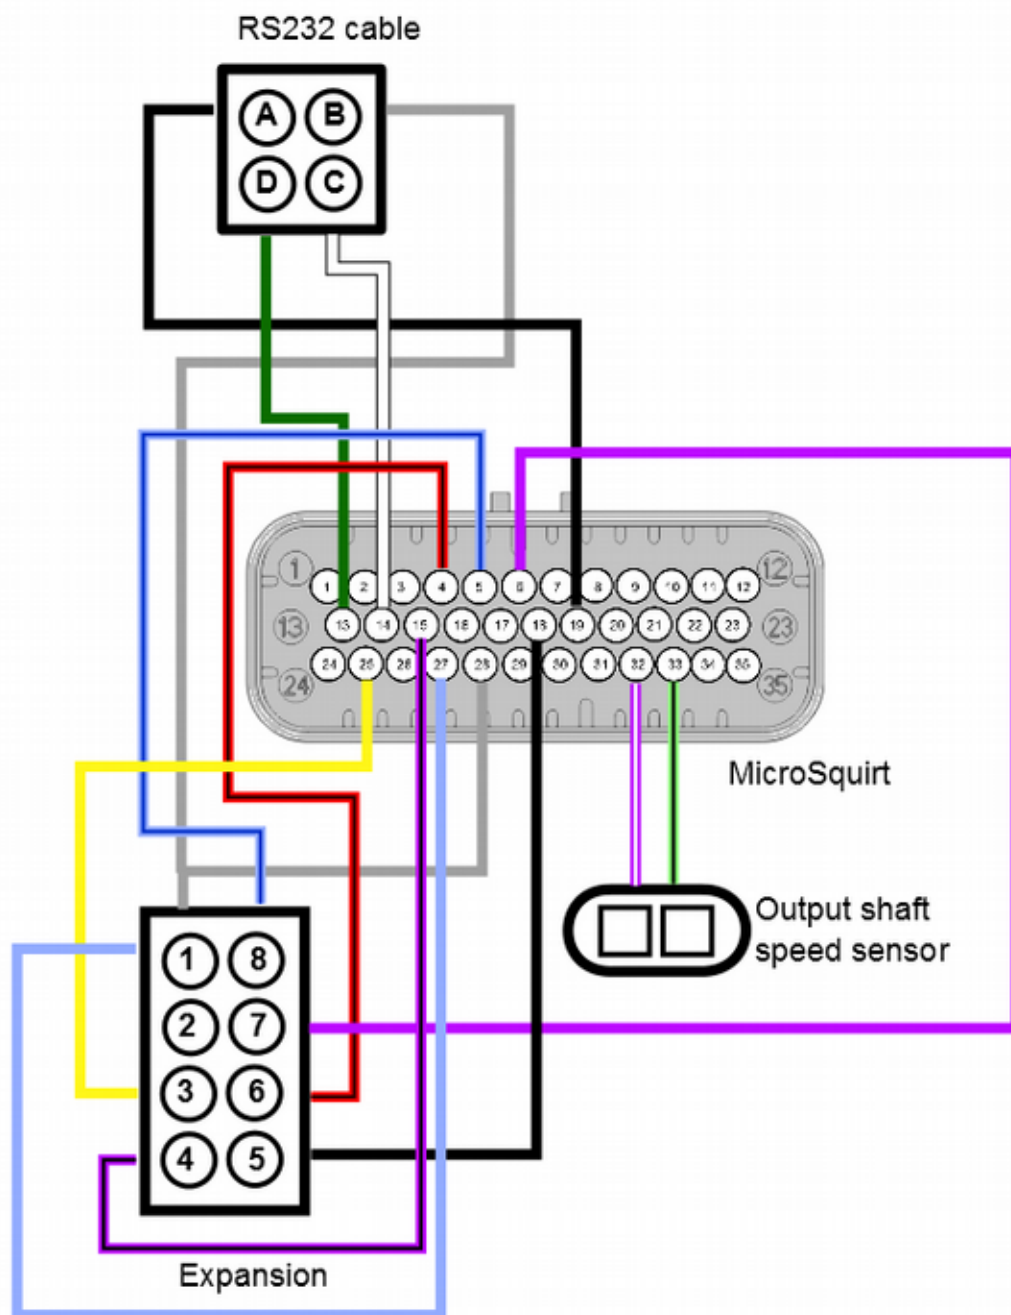 RS232 cable
A B
D C
1 12
1 2 3 4 5 6 7 8 9 10 11 12
13 23
13 14 15 16 17 18 19 20 21 22 23
24 35
24 25 26 27 28 29 30 31 32 33 34 35
MicroSquirt
Output shaft
speed sensor
1 8
2 7
3 6
4 5
Expansion